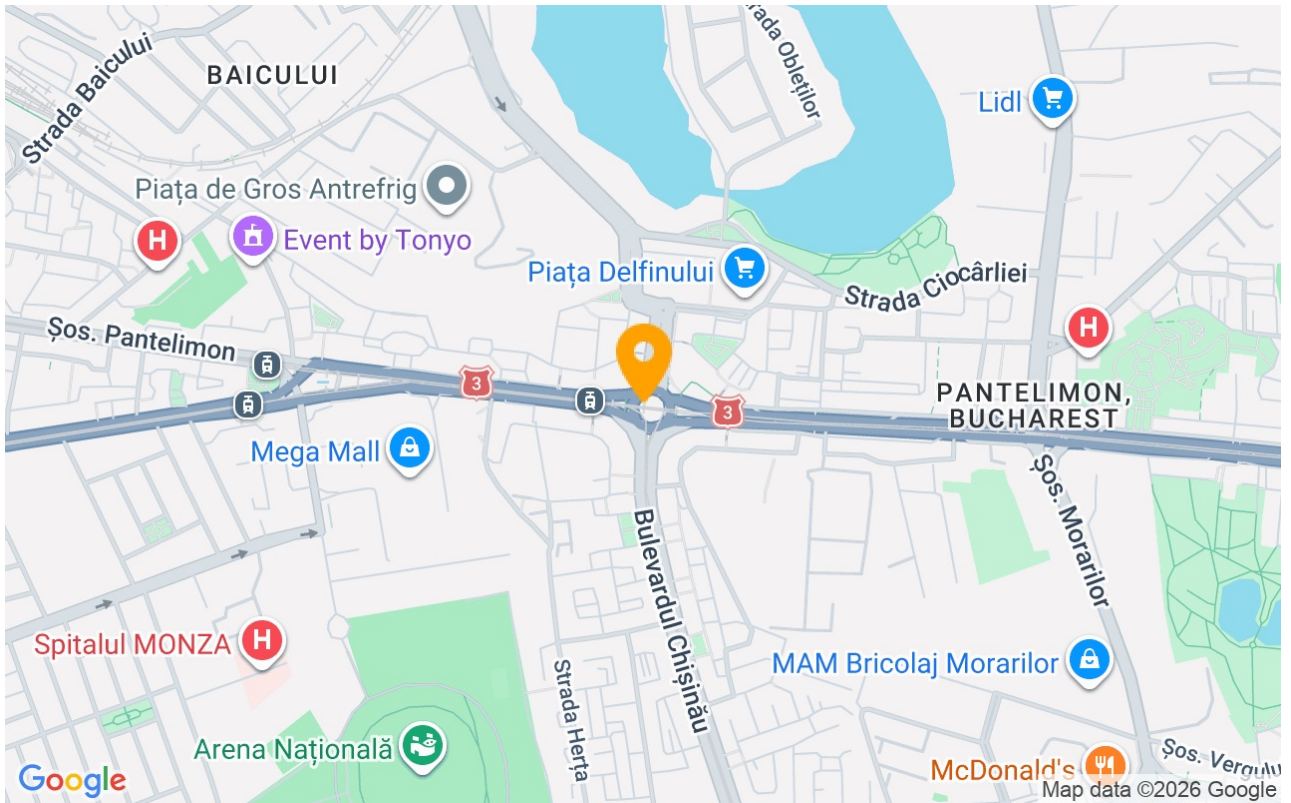 BAICULUI
Strada Baicului
Strada Obleților
Lidl
Piața de Gros Antrefrig
H
Event by Tonyo
Piața Delfinului
Strada Ciocârliei
H
Șos. Pantelimon
3
3
PANTELIMON,
BUCHAREST
Mega Mall
Șos. Morarilor
Bulevardul Chișinău
Spitalul MONZA
H
Strada Herța
MAM Bricolaj Morarilor
Arena Națională
Șos. Vergulu
McDonald's
Google
Map data ©2026 Google